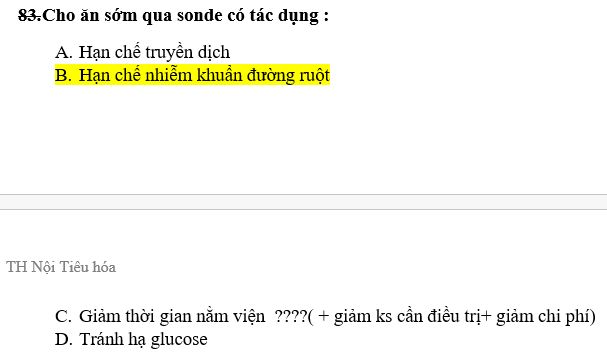 83.Cho ăn sớm qua sonde có tác dụng :
A. Hạn chế truyền dịch
B. Hạn chế nhiễm khuẩn đường ruột
TH Nội Tiêu hóa
C. Giảm thời gian nằm viện ????( + giảm ks cần điều trị+ giảm chi phí)
D. Tránh hạ glucose